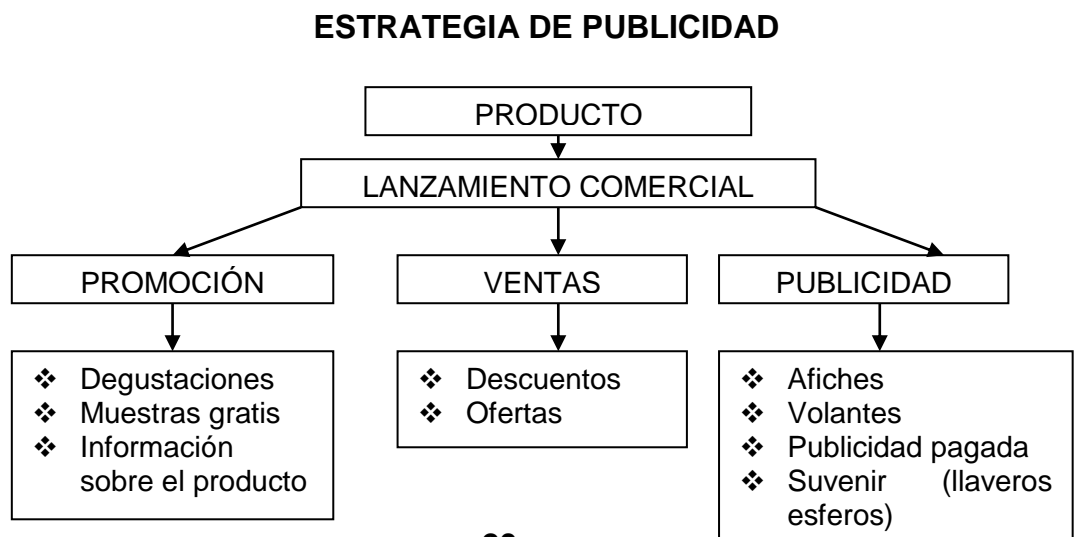 ESTRATEGIA DE PUBLICIDAD
PRODUCTO
LANZAMIENTO COMERCIAL
PROMOCIÓN
VENTAS
PUBLICIDAD
❖ Degustaciones
❖ Muestras gratis
❖ Información
sobre el producto
❖ Descuentos
❖ Ofertas
❖ Afiches
❖ Volantes
❖ Publicidad pagada
❖ Suvenir (llaveros
esferos)